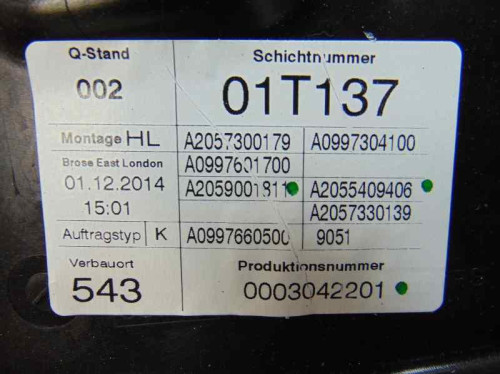 Q-Stand Schichtnummer
002 01T137
Montage HL A2057300179 A0997304100
Brose East London A0997601700
01.12.2014 A2059001811 A2055409406
15:01 A2057330139
Auftragstyp K A0997660500 9051
Verbauort Produktionsnummer
543 0003042201